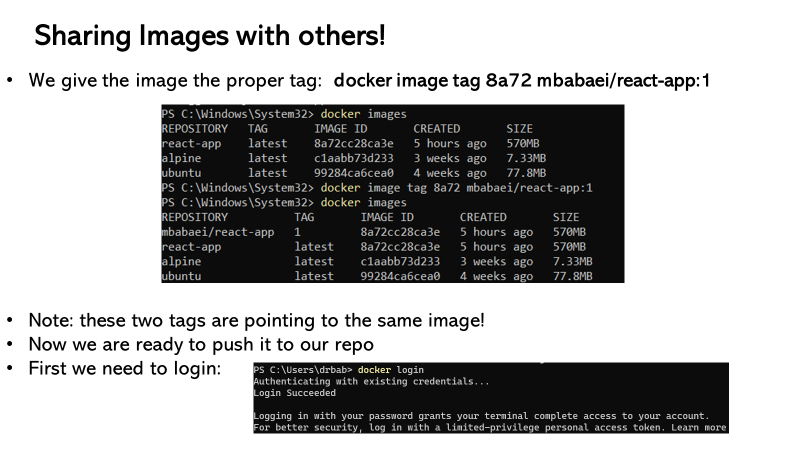 Sharing Images with others!
• We give the image the proper tag: docker image tag 8a72 mbabaei/react-app:1
PS C:\Windows\System32> docker images
REPOSITORY TAG IMAGE ID CREATED SIZE
react-app latest 8a72cc28ca3e 5 hours ago 570MB
alpine latest c1aabb73d233 3 weeks ago 7.33MB
ubuntu latest 99284ca6cea0 4 weeks ago 77.8MB
PS C:\Windows\System32> docker image tag 8a72 mbabaei/react-app:1
PS C:\Windows\System32> docker images
REPOSITORY TAG IMAGE ID CREATED SIZE
mbabaei/react-app 1 8a72cc28ca3e 5 hours ago 570MB
react-app latest 8a72cc28ca3e 5 hours ago 570MB
alpine latest c1aabb73d233 3 weeks ago 7.33MB
ubuntu latest 99284ca6cea0 4 weeks ago 77.8MB
• Note: these two tags are pointing to the same image!
• Now we are ready to push it to our repo
• First we need to login:
PS C:\Users\drbab> docker login
Authenticating with existing credentials...
Login Succeeded
Logging in with your password grants your terminal complete access to your account.
For better security, log in with a limited-privilege personal access token. Learn more